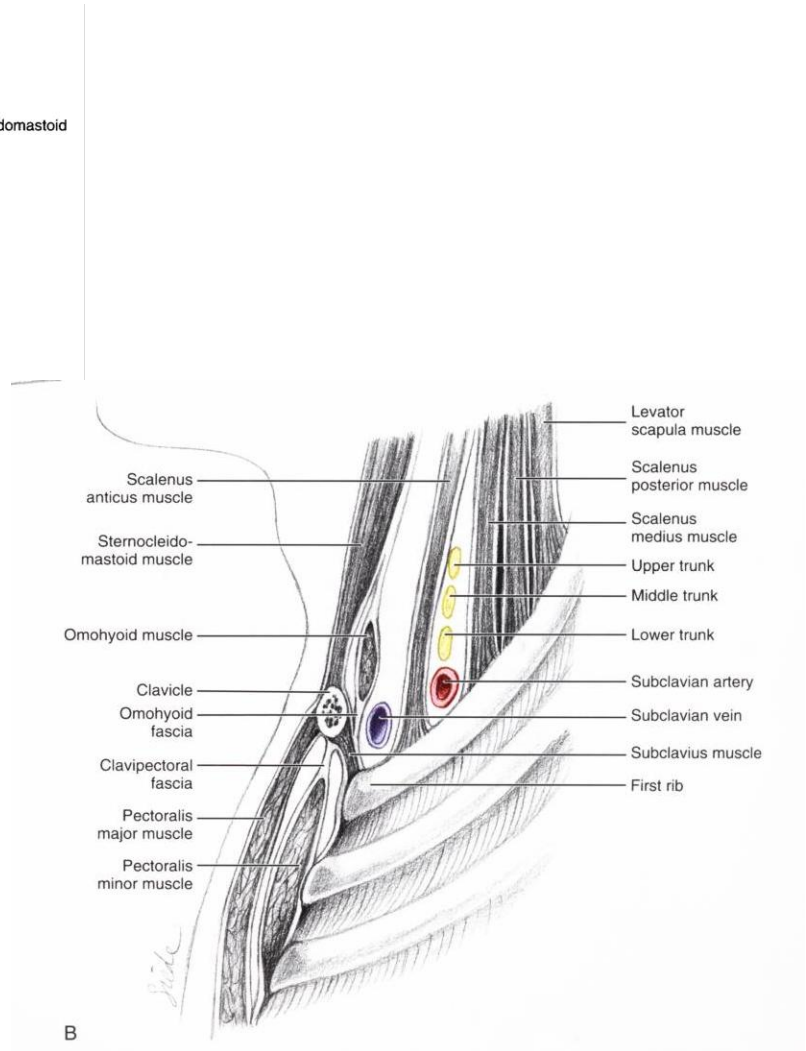 domastoid
Levator
scapula muscle
Scalenus
posterior muscle
Scalenus
medius muscle
Upper trunk
Middle trunk
Lower trunk
Subclavian artery
Subclavian vein
Subclavius muscle
First rib
Scalenus
anticus muscle
Sternocleido-
mastoid muscle
Omohyoid muscle
Clavicle
Omohyoid
fascia
Clavipectoral
fascia
Pectoralis
major muscle
Pectoralis
minor muscle
B